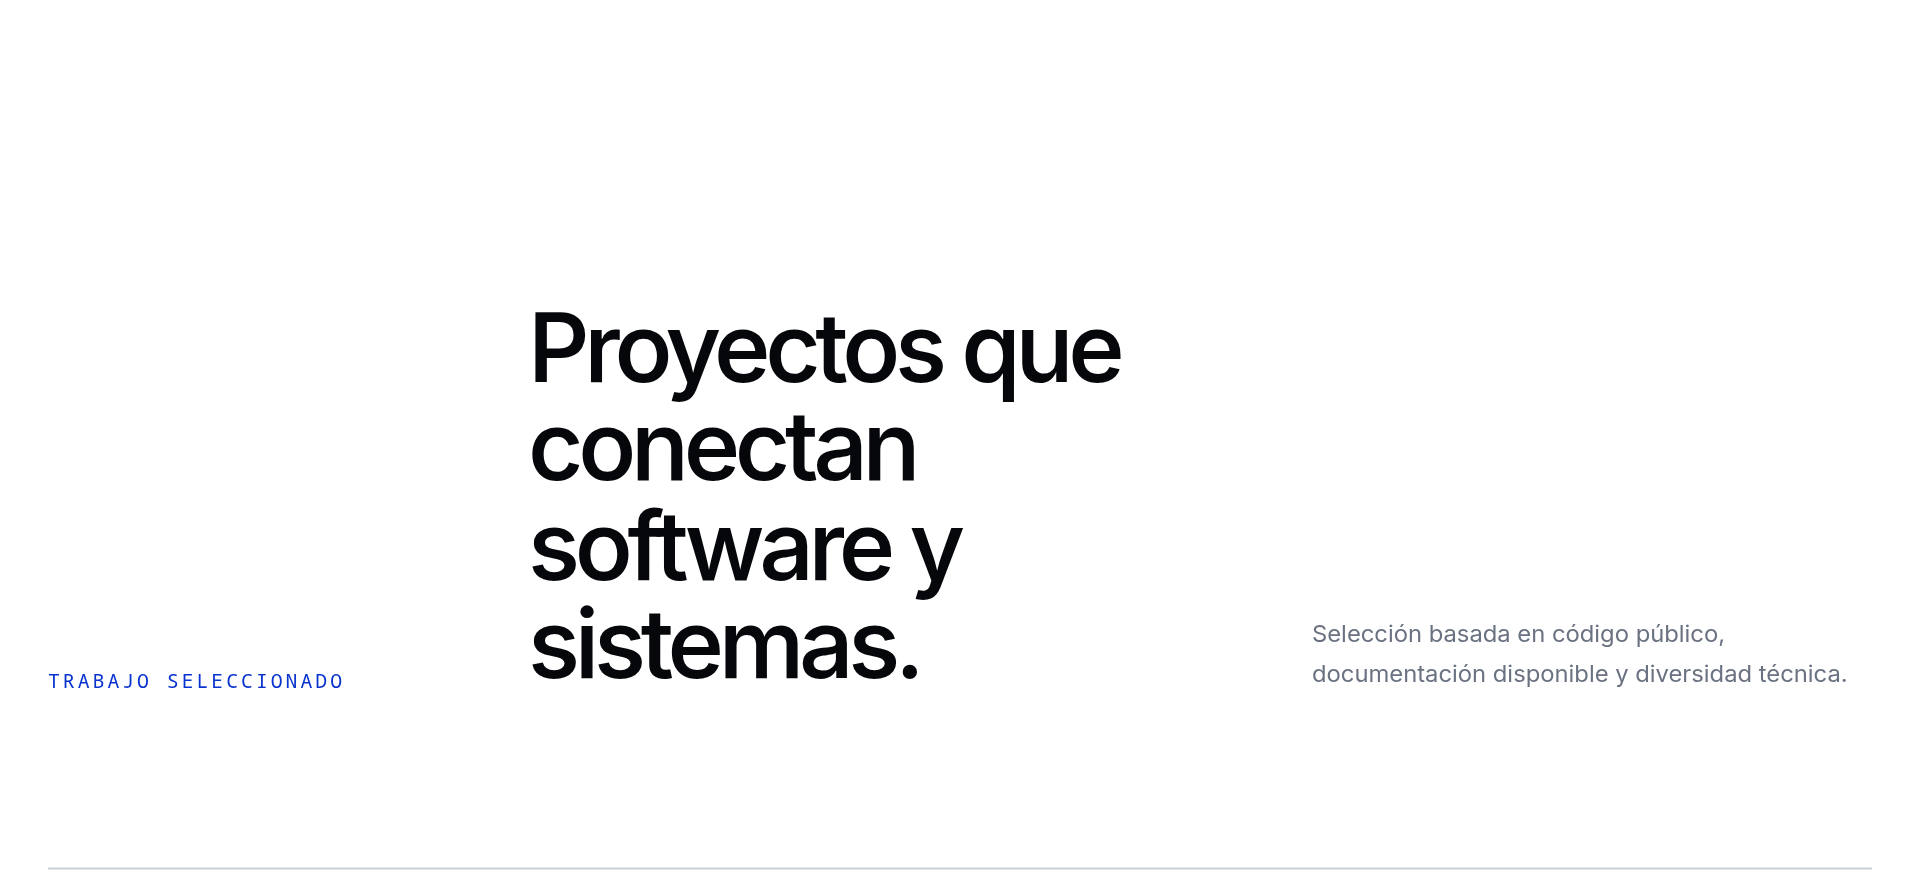 TRABAJO SELECCIONADO
Proyectos que
conectan
software y
sistemas.
Selección basada en código público,
documentación disponible y diversidad técnica.